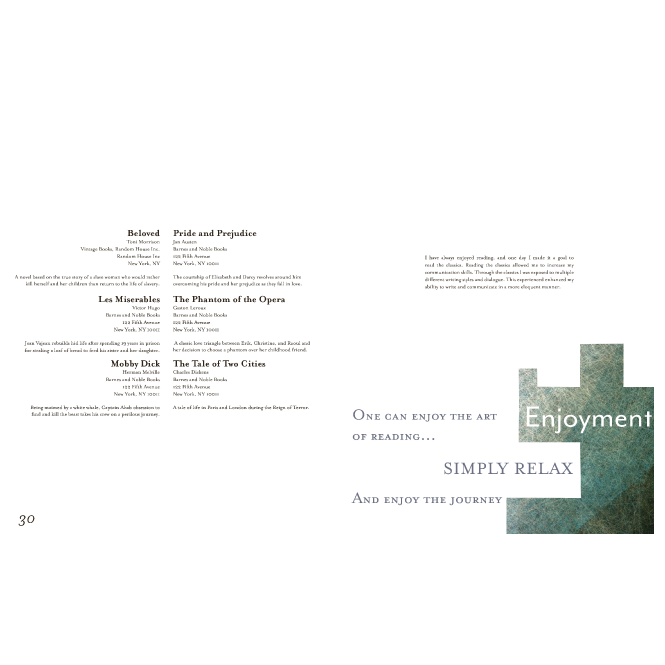 Beloved
Toni Morrison
Vintage Books, Random House Inc.
Random House Inc
New York, NY
A novel based on the true story of a slave woman who would rather
kill herself and her children than return to the life of slavery.
Les Miserables
Victor Hugo
Barnes and Noble Books
122 Fifth Avenue
New York, NY 10011
Jean Vajean rebuilds his life after spending 19 years in prison
for stealing a loaf of bread to feed his sister and her daughter.
Mobby Dick
Herman Melville
Barnes and Noble Books
122 Fifth Avenue
New York, NY 10011
Being maimed by a white whale, Captain Ahab obsession to
find and kill the beast takes his crew on a perilous journey.
Pride and Prejudice
Jan Austen
Barnes and Noble Books
122 Fifth Avenue
New York, NY 10011
The courtship of Elizabeth and Darcy revolves around him
overcoming his pride and her prejudice as they fall in love.
The Phantom of the Opera
Gaston Leroux
Barnes and Noble Books
122 Fifth Avenue
New York, NY 10011
A classic love triangle between Erik, Christine, and Raoul and
her decision to choose a phantom over her childhood friend.
The Tale of Two Cities
Charles Dickens
Barnes and Noble Books
122 Fifth Avenue
New York, NY 10011
A tale of life in Paris and London during the Reign of Terror.
30
I have always enjoyed reading, and one day I made it a goal to
read the classics. Reading the classics allowed me to increase my
communication skills. Through the classics I was exposed to multiple
different writing styles and dialogue. This experienced enhanced my
ability to write and communicate in a more eloquent manner.
One can enjoy the art
of reading...
Enjoyment
SIMPLY RELAX
And enjoy the journey